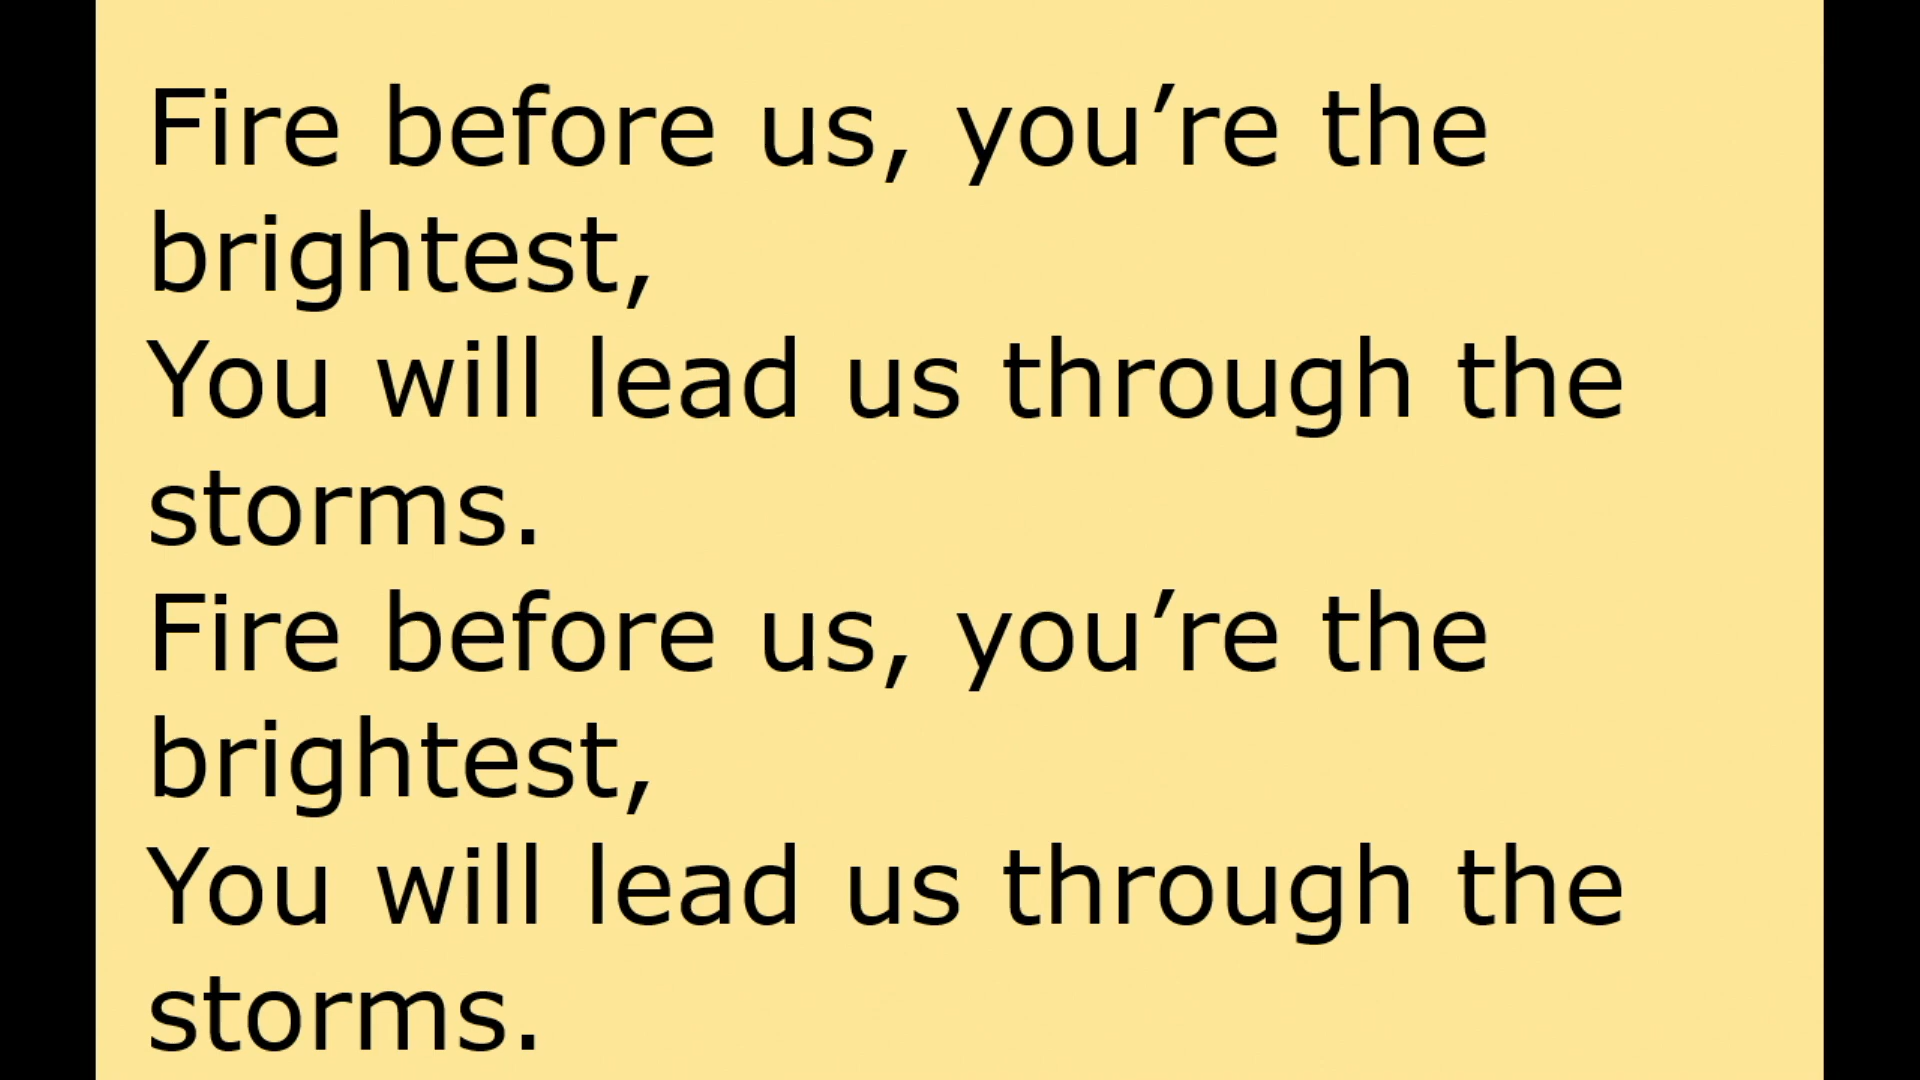 Fire before us, you’re the
brightest,
You will lead us through the
storms.
Fire before us, you’re the
brightest,
You will lead us through the
storms.